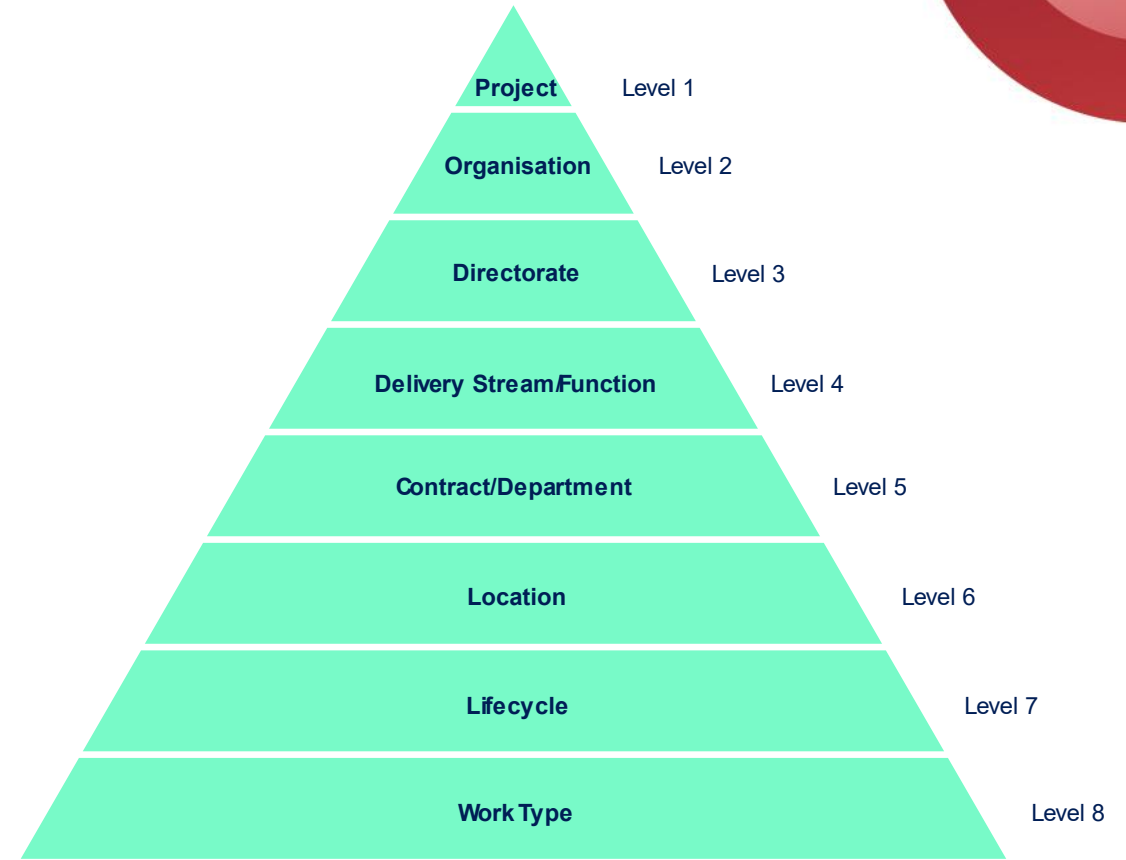 Project Level 1
Organisation Level 2
Directorate Level 3
Delivery Stream/Function Level 4
Contract/Department Level 5
Location Level 6
Lifecycle Level 7
Work Type Level 8